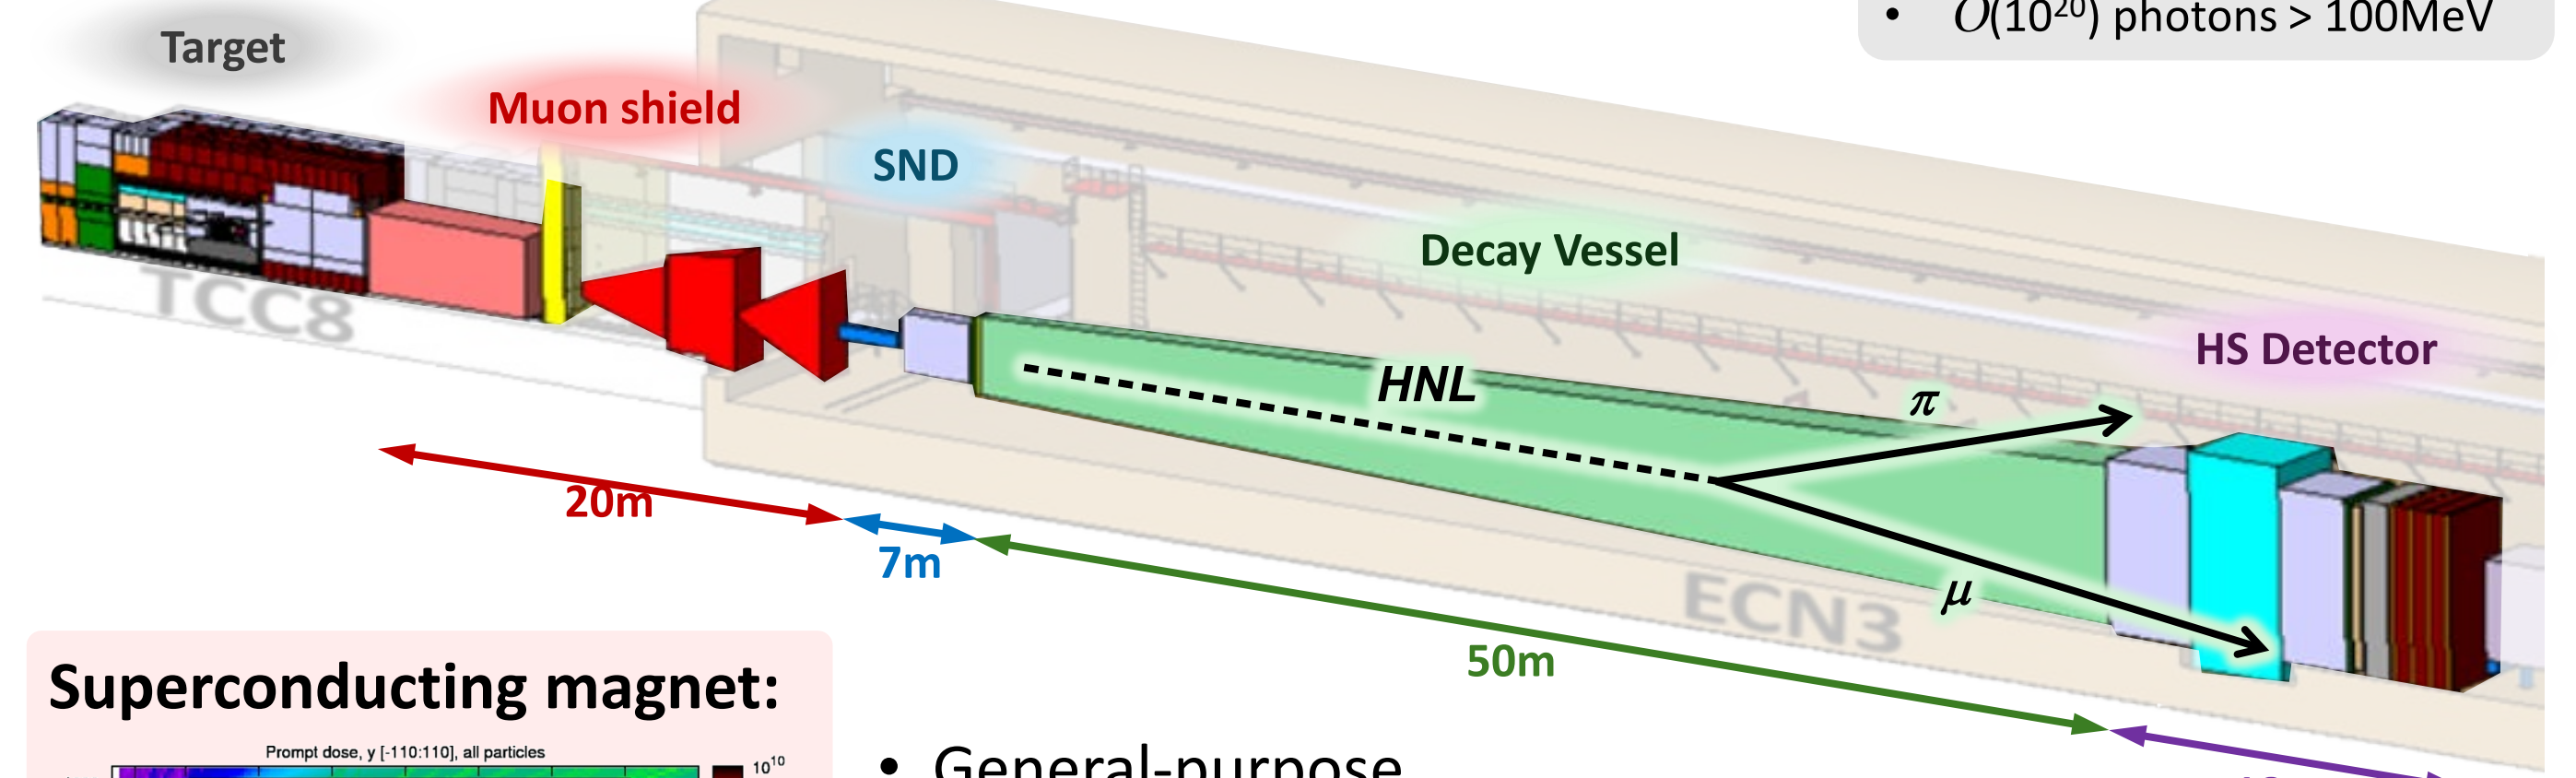 O(10²⁰) photons > 100MeV
Target
Muon shield
SND
Decay Vessel
HS Detector
TCC8
HNL
π
μ
ECN3
20m
7m
50m
Superconducting magnet:
Prompt dose, y [-110:110], all particles
10¹⁰
• General-purpose